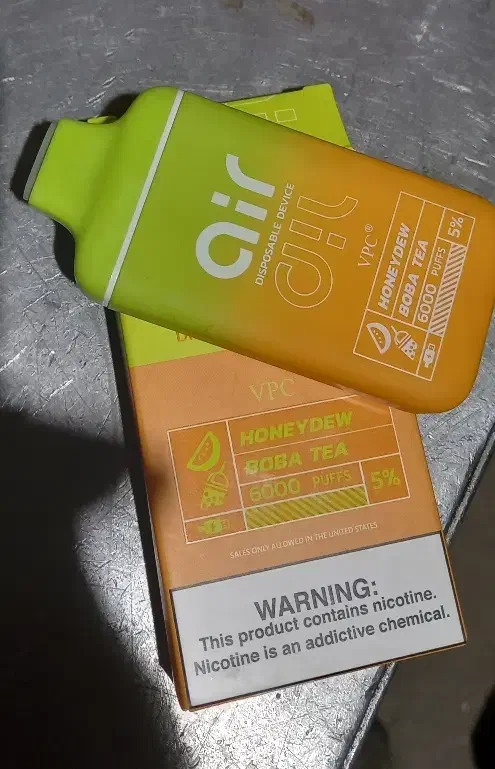 air
DISPOSABLE DEVICE
air
VPC®
HONEYDEW
BOBA TEA
6000 PUFFS 5%
VPC
HONEYDEW
BOBA TEA
6000 PUFFS 5%
SALES ONLY ALLOWED IN THE UNITED STATES
WARNING:
This product contains nicotine.
Nicotine is an addictive chemical.